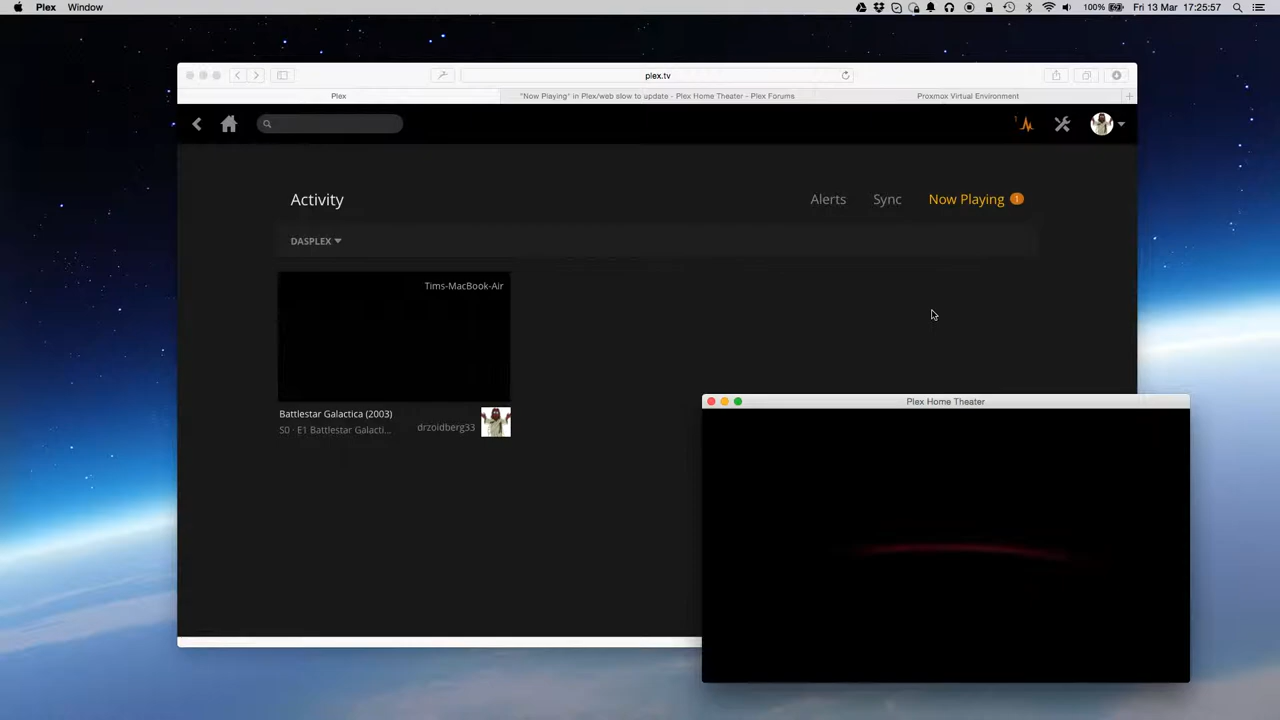 Plex Window 100% Fri 13 Mar 17:25:57
plex.tv
Plex "Now Playing" in Plex/web slow to update - Plex Home Theater - Plex Forums Proxmox Virtual Environment
1
Activity Alerts Sync Now Playing 1
DASPLEX
Tims-MacBook-Air
Battlestar Galactica (2003)
S0 · E1 Battlestar Galacti... drzoidberg33
Plex Home Theater